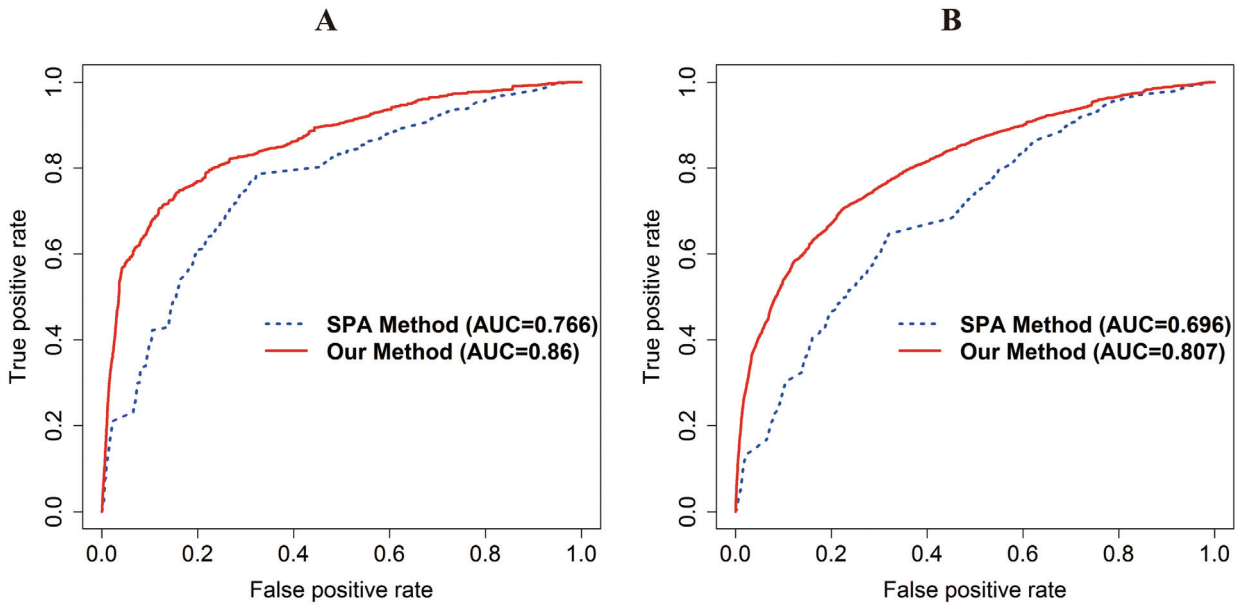 A
True positive rate
1.0
0.8
0.6
0.4
0.2
0.0
SPA Method (AUC=0.766)
Our Method (AUC=0.86)
0.0 0.2 0.4 0.6 0.8 1.0
False positive rate
B
True positive rate
1.0
0.8
0.6
0.4
0.2
0.0
SPA Method (AUC=0.696)
Our Method (AUC=0.807)
0.0 0.2 0.4 0.6 0.8 1.0
False positive rate